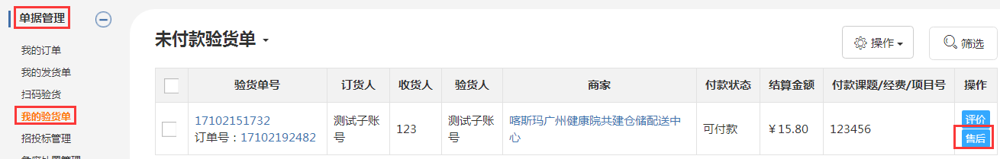 单据管理
我的订单
我的发货单
扫码验货
我的验货单
招投标管理
未付款验货单
操作
筛选
验货单号 订货人 收货人 验货人 商家 付款状态 结算金额 付款课题/经费/项目号 操作
17102151732
订单号：17102192482
测试子账
号
123
测试子账
号
喀斯玛广州健康院共建仓储配送中
心
可付款
￥15.80
123456
评价
售后